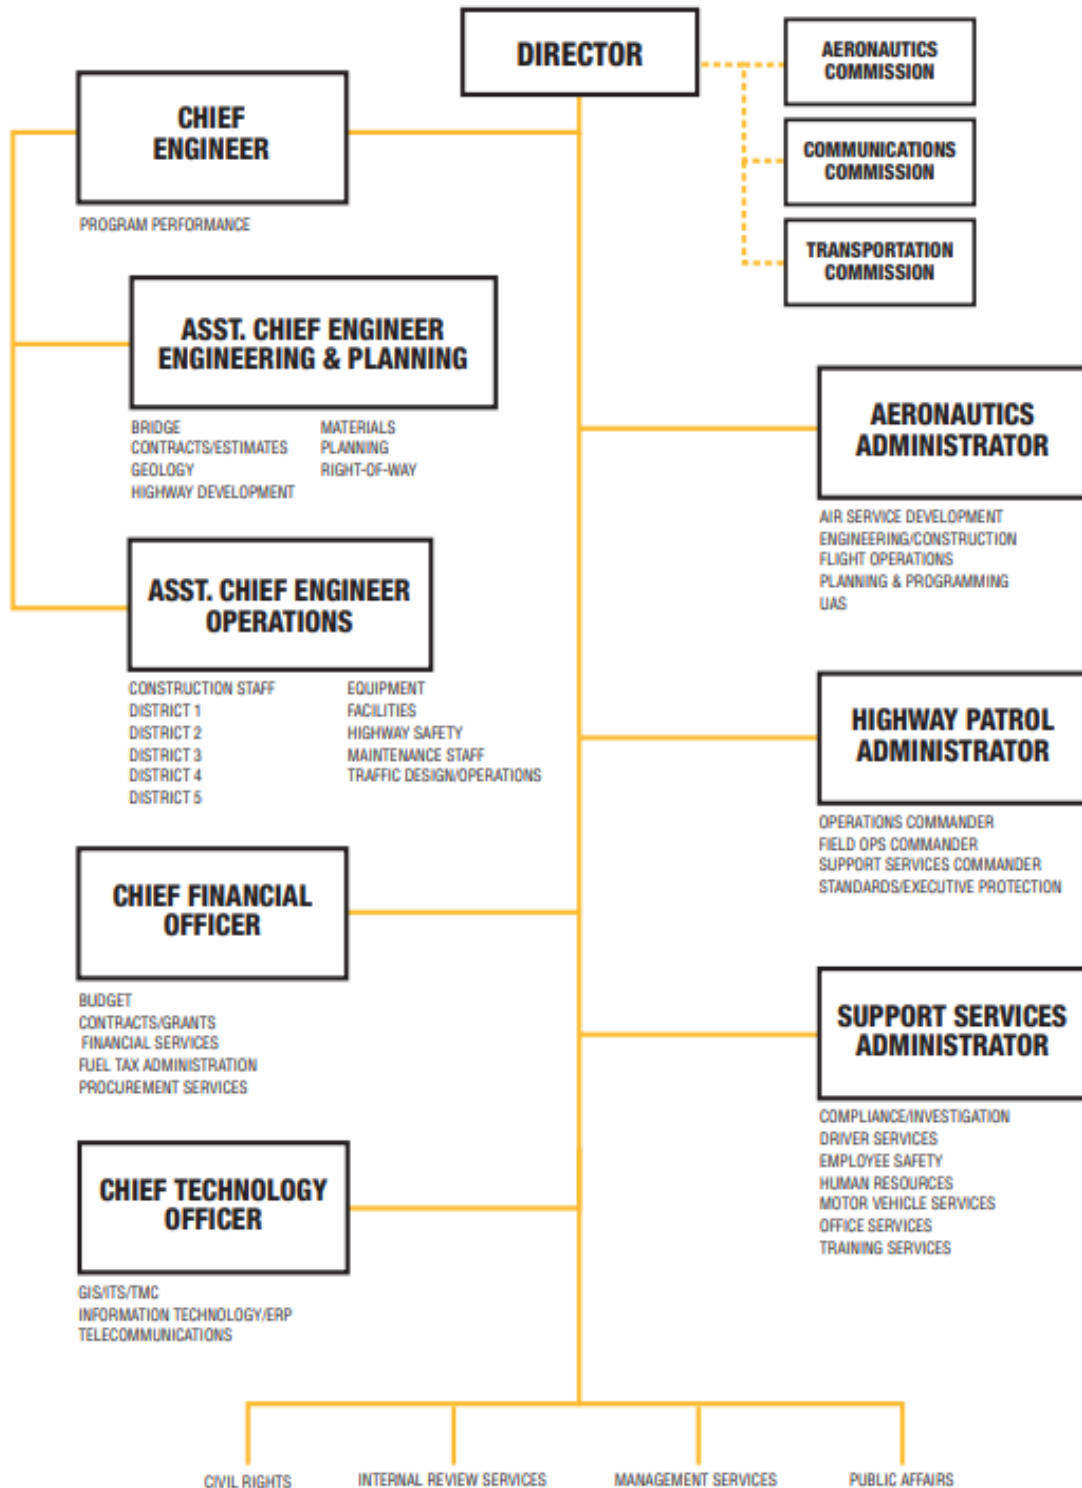 DIRECTOR
AERONAUTICS
COMMISSION
COMMUNICATIONS
COMMISSION
TRANSPORTATION
COMMISSION
CHIEF
ENGINEER
PROGRAM PERFORMANCE
ASST. CHIEF ENGINEER
ENGINEERING & PLANNING
BRIDGE
CONTRACTS/ESTIMATES
GEOLOGY
HIGHWAY DEVELOPMENT
MATERIALS
PLANNING
RIGHT-OF-WAY
ASST. CHIEF ENGINEER
OPERATIONS
CONSTRUCTION STAFF
DISTRICT 1
DISTRICT 2
DISTRICT 3
DISTRICT 4
DISTRICT 5
EQUIPMENT
FACILITIES
HIGHWAY SAFETY
MAINTENANCE STAFF
TRAFFIC DESIGN/OPERATIONS
CHIEF FINANCIAL
OFFICER
BUDGET
CONTRACTS/GRANTS
FINANCIAL SERVICES
FUEL TAX ADMINISTRATION
PROCUREMENT SERVICES
CHIEF TECHNOLOGY
OFFICER
GIS/ITS/TMC
INFORMATION TECHNOLOGY/ERP
TELECOMMUNICATIONS
AERONAUTICS
ADMINISTRATOR
AIR SERVICE DEVELOPMENT
ENGINEERING/CONSTRUCTION
FLIGHT OPERATIONS
PLANNING & PROGRAMMING
UAS
HIGHWAY PATROL
ADMINISTRATOR
OPERATIONS COMMANDER
FIELD OPS COMMANDER
SUPPORT SERVICES COMMANDER
STANDARDS/EXECUTIVE PROTECTION
SUPPORT SERVICES
ADMINISTRATOR
COMPLIANCE/INVESTIGATION
DRIVER SERVICES
EMPLOYEE SAFETY
HUMAN RESOURCES
MOTOR VEHICLE SERVICES
OFFICE SERVICES
TRAINING SERVICES
CIVIL RIGHTS
INTERNAL REVIEW SERVICES
MANAGEMENT SERVICES
PUBLIC AFFAIRS